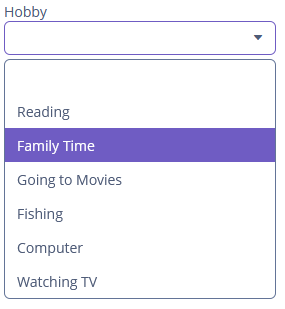 Hobby
Reading
Family Time
Going to Movies
Fishing
Computer
Watching TV